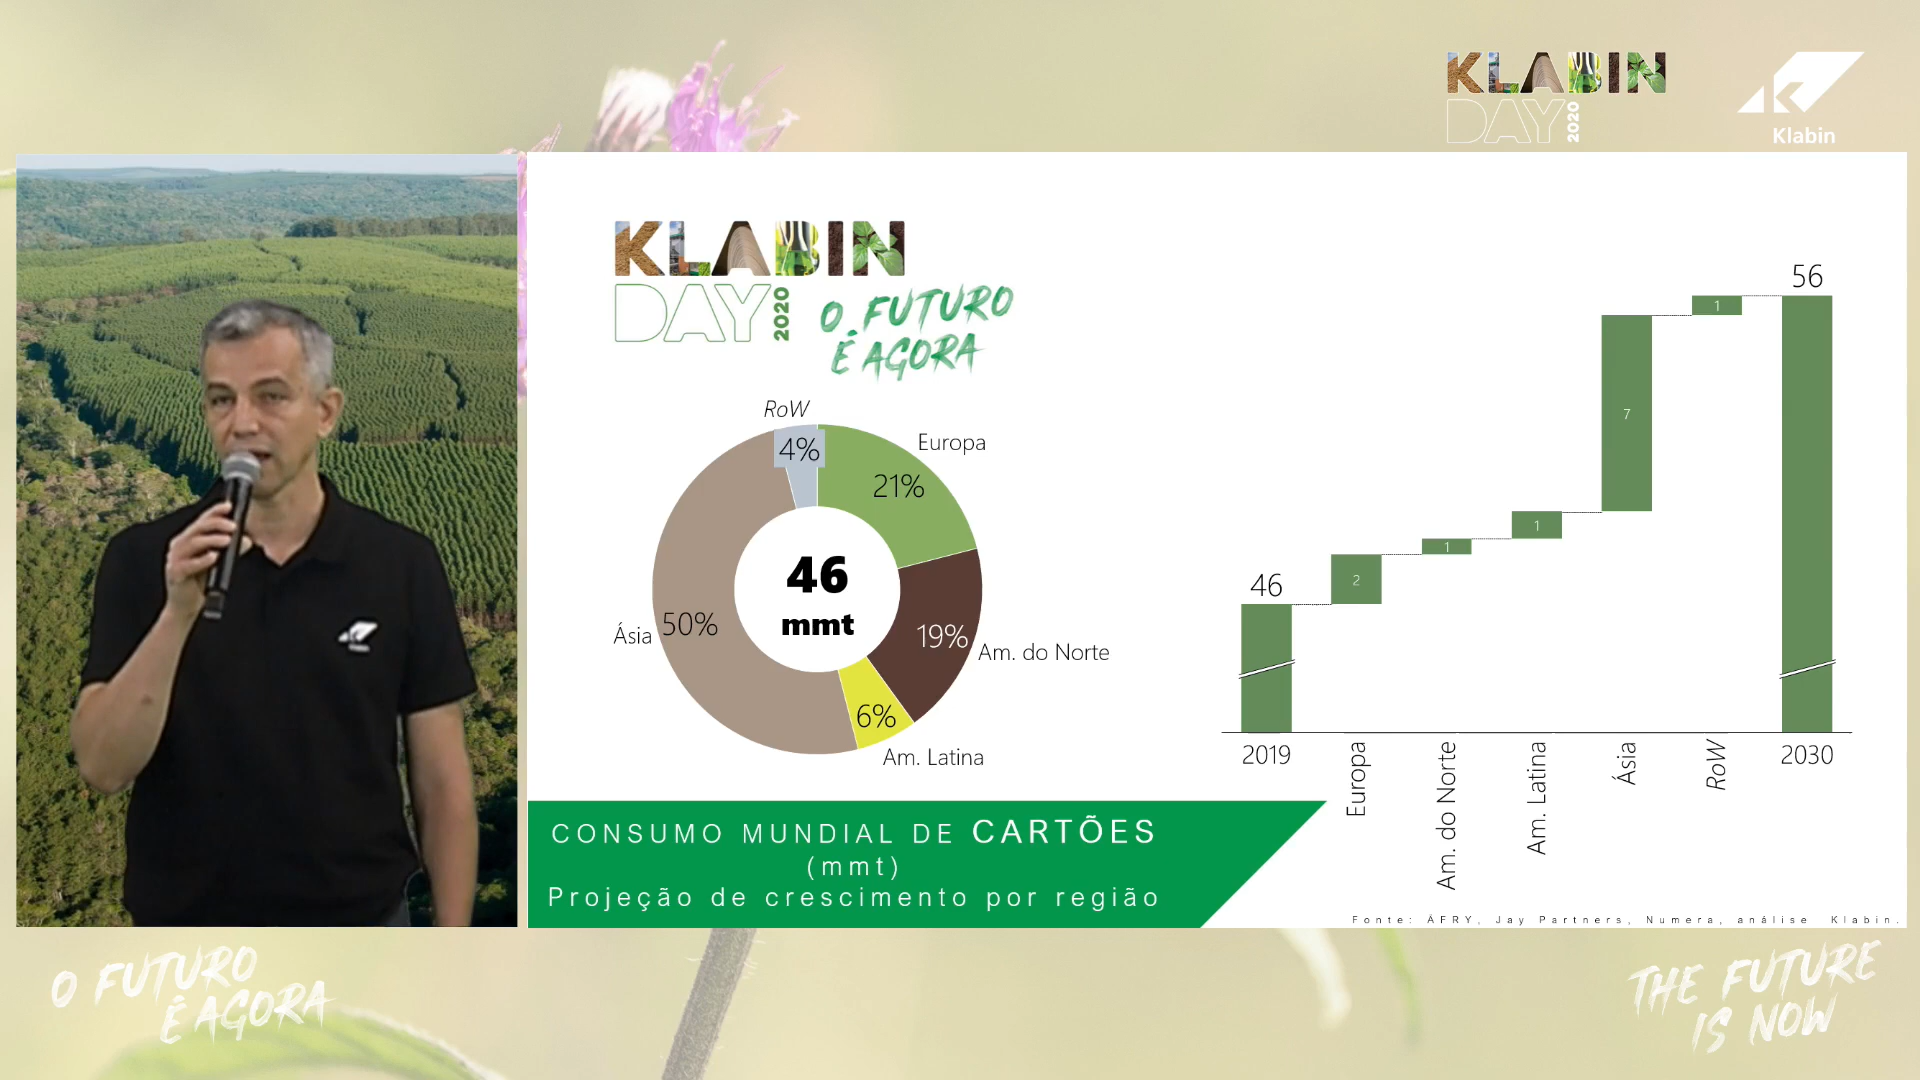 KLABIN
DAY 2020
Klabin
KLABIN
DAY 2020
O FUTURO
É AGORA
RoW
4%
Europa
21%
46
mmt
Ásia
50%
19%
Am. do Norte
6%
Am. Latina
56
1
7
1
1
2
46
2019
Europa
Am. do Norte
Am. Latina
Ásia
RoW
2030
CONSUMO MUNDIAL DE CARTÕES
(mmt)
Projeção de crescimento por região
Fonte: ÁFRY, Jay Partners, Numera, análise Klabin.
O FUTURO
É AGORA
THE FUTURE
IS NOW